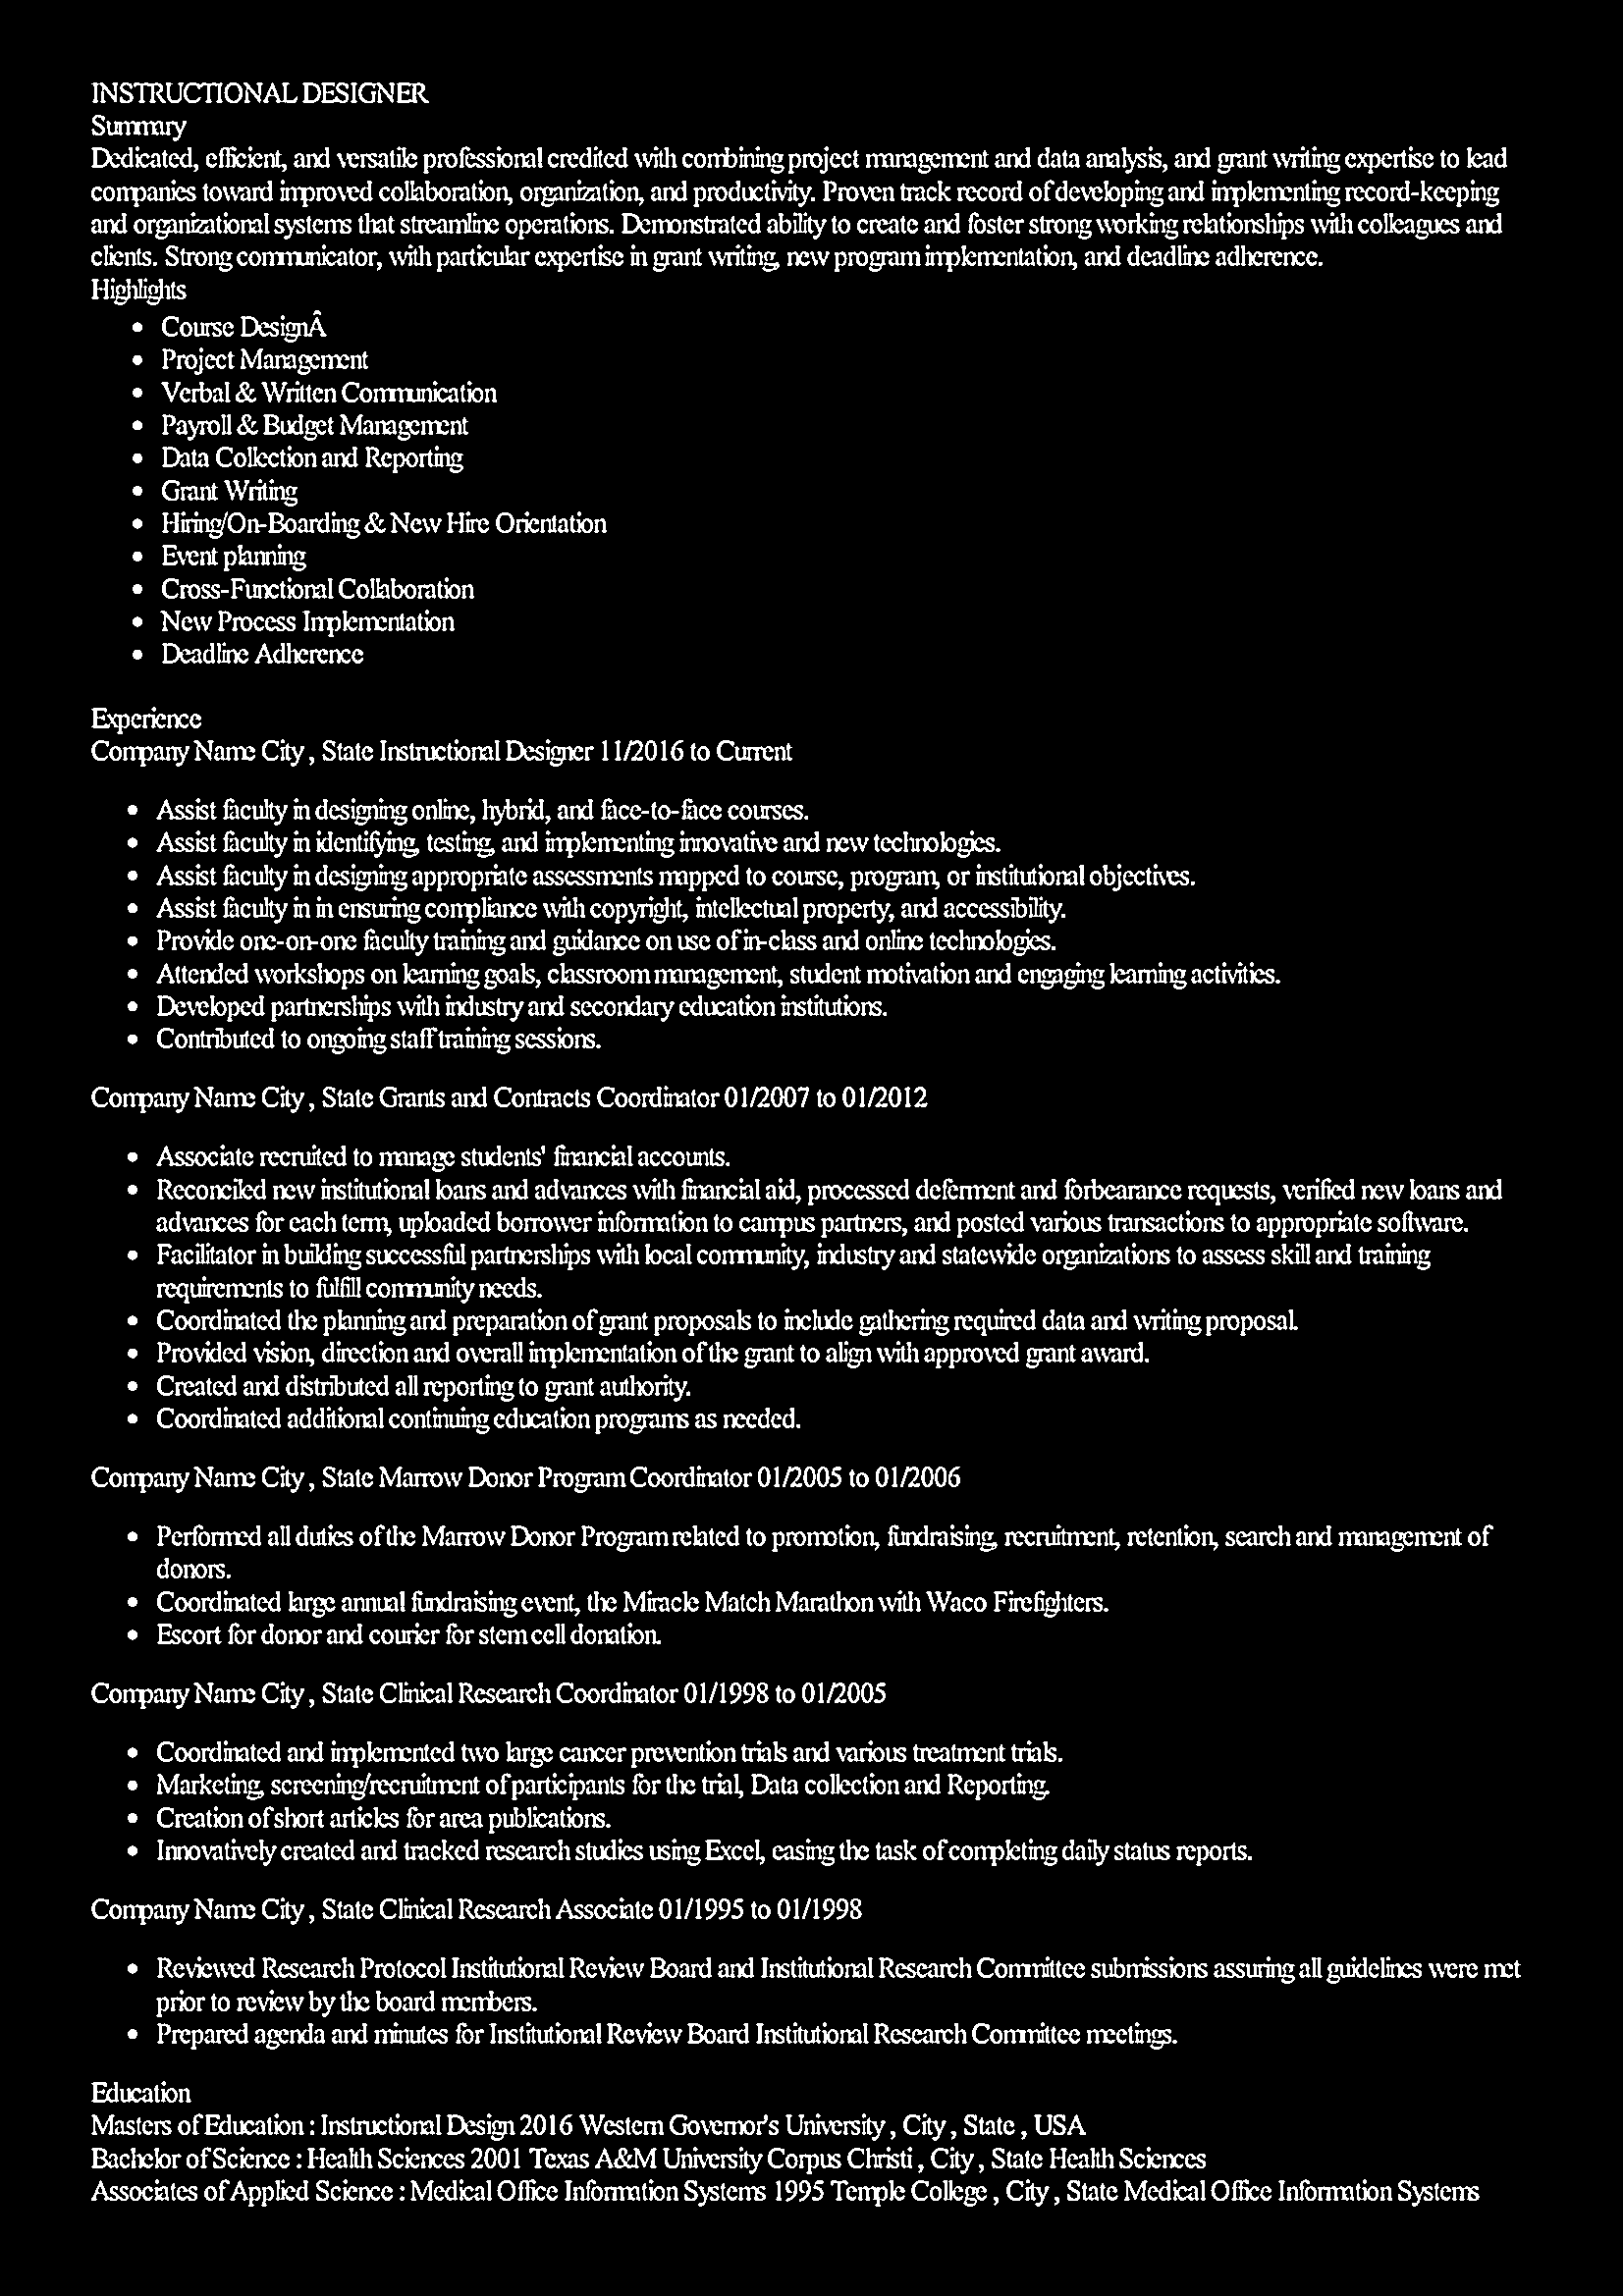 INSTRUCTIONAL DESIGNER
Summary
Dedicated, efficient, and versatile professional credited with combining project management and data analysis, and grant writing expertise to lead
companies toward improved collaboration, organization, and productivity. Proven track record of developing and implementing record-keeping
and organizational systems that streamline operations. Demonstrated ability to create and foster strong working relationships with colleagues and
clients. Strong communicator, with particular expertise in grant writing, new program implementation, and deadline adherence.
Highlights
• Course DesignÂ
• Project Management
• Verbal & Written Communication
• Payroll & Budget Management
• Data Collection and Reporting
• Grant Writing
• Hiring/On-Boarding & New Hire Orientation
• Event planning
• Cross-Functional Collaboration
• New Process Implementation
• Deadline Adherence
Experience
Company Name City , State Instructional Designer 11/2016 to Current
• Assist faculty in designing online, hybrid, and face-to-face courses.
• Assist faculty in identifying, testing, and implementing innovative and new technologies.
• Assist faculty in designing appropriate assessments mapped to course, program, or institutional objectives.
• Assist faculty in in ensuring compliance with copyright, intellectual property, and accessibility.
• Provide one-on-one faculty training and guidance on use of in-class and online technologies.
• Attended workshops on learning goals, classroom management, student motivation and engaging learning activities.
• Developed partnerships with industry and secondary education institutions.
• Contributed to ongoing staff training sessions.
Company Name City , State Grants and Contracts Coordinator 01/2007 to 01/2012
• Associate recruited to manage students' financial accounts.
• Reconciled new institutional loans and advances with financial aid, processed deferment and forbearance requests, verified new loans and
advances for each term, uploaded borrower information to campus partners, and posted various transactions to appropriate software.
• Facilitator in building successful partnerships with local community, industry and statewide organizations to assess skill and training
requirements to fulfill community needs.
• Coordinated the planning and preparation of grant proposals to include gathering required data and writing proposal.
• Provided vision, direction and overall implementation of the grant to align with approved grant award.
• Created and distributed all reporting to grant authority.
• Coordinated additional continuing education programs as needed.
Company Name City , State Marrow Donor Program Coordinator 01/2005 to 01/2006
• Performed all duties of the Marrow Donor Program related to promotion, fundraising, recruitment, retention, search and management of
donors.
• Coordinated large annual fundraising event, the Miracle Match Marathon with Waco Firefighters.
• Escort for donor and courier for stem cell donation.
Company Name City , State Clinical Research Coordinator 01/1998 to 01/2005
• Coordinated and implemented two large cancer prevention trials and various treatment trials.
• Marketing, screening/recruitment of participants for the trial, Data collection and Reporting.
• Creation of short articles for area publications.
• Innovatively created and tracked research studies using Excel, easing the task of completing daily status reports.
Company Name City , State Clinical Research Associate 01/1995 to 01/1998
• Reviewed Research Protocol Institutional Review Board and Institutional Research Committee submissions assuring all guidelines were met
prior to review by the board members.
• Prepared agenda and minutes for Institutional Review Board Institutional Research Committee meetings.
Education
Masters of Education : Instructional Design 2016 Western Governor's University , City , State , USA
Bachelor of Science : Health Sciences 2001 Texas A&M University Corpus Christi , City , State Health Sciences
Associates of Applied Science : Medical Office Information Systems 1995 Temple College , City , State Medical Office Information Systems